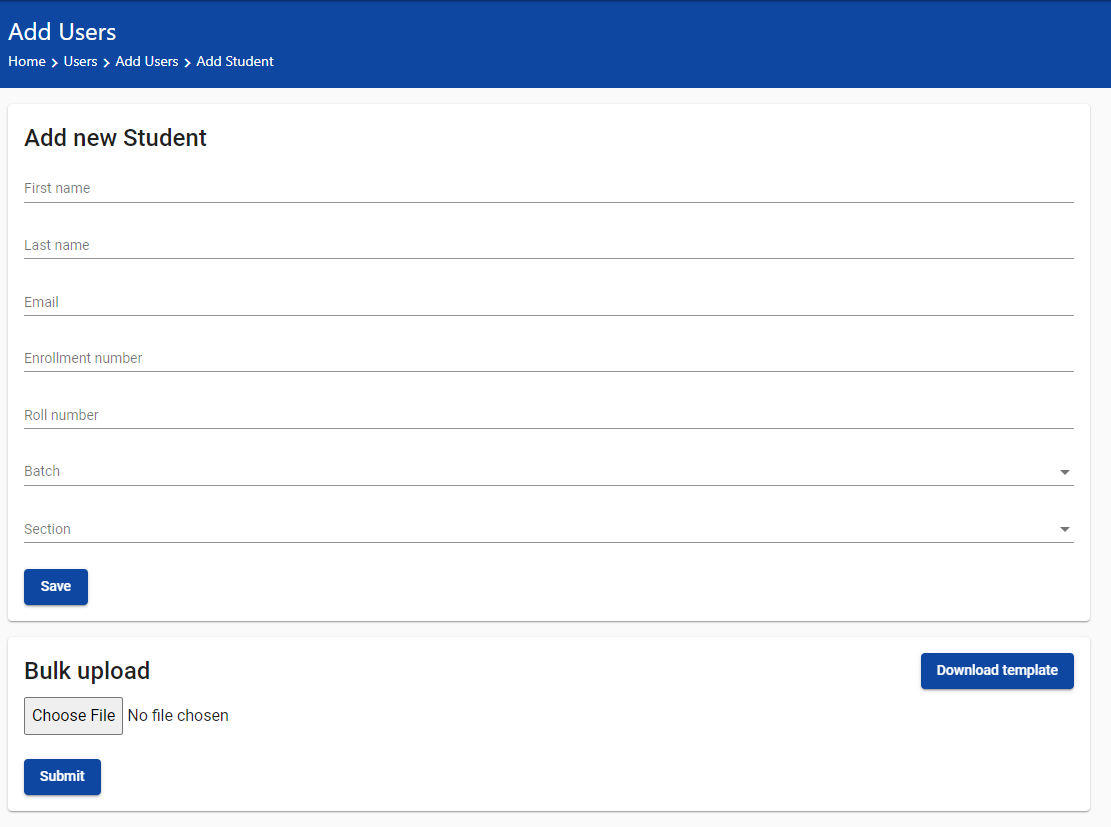 Add Users
Home > Users > Add Users > Add Student
Add new Student
First name
Last name
Email
Enrollment number
Roll number
Batch
Section
Save
Bulk upload
Download template
Choose File No file chosen
Submit